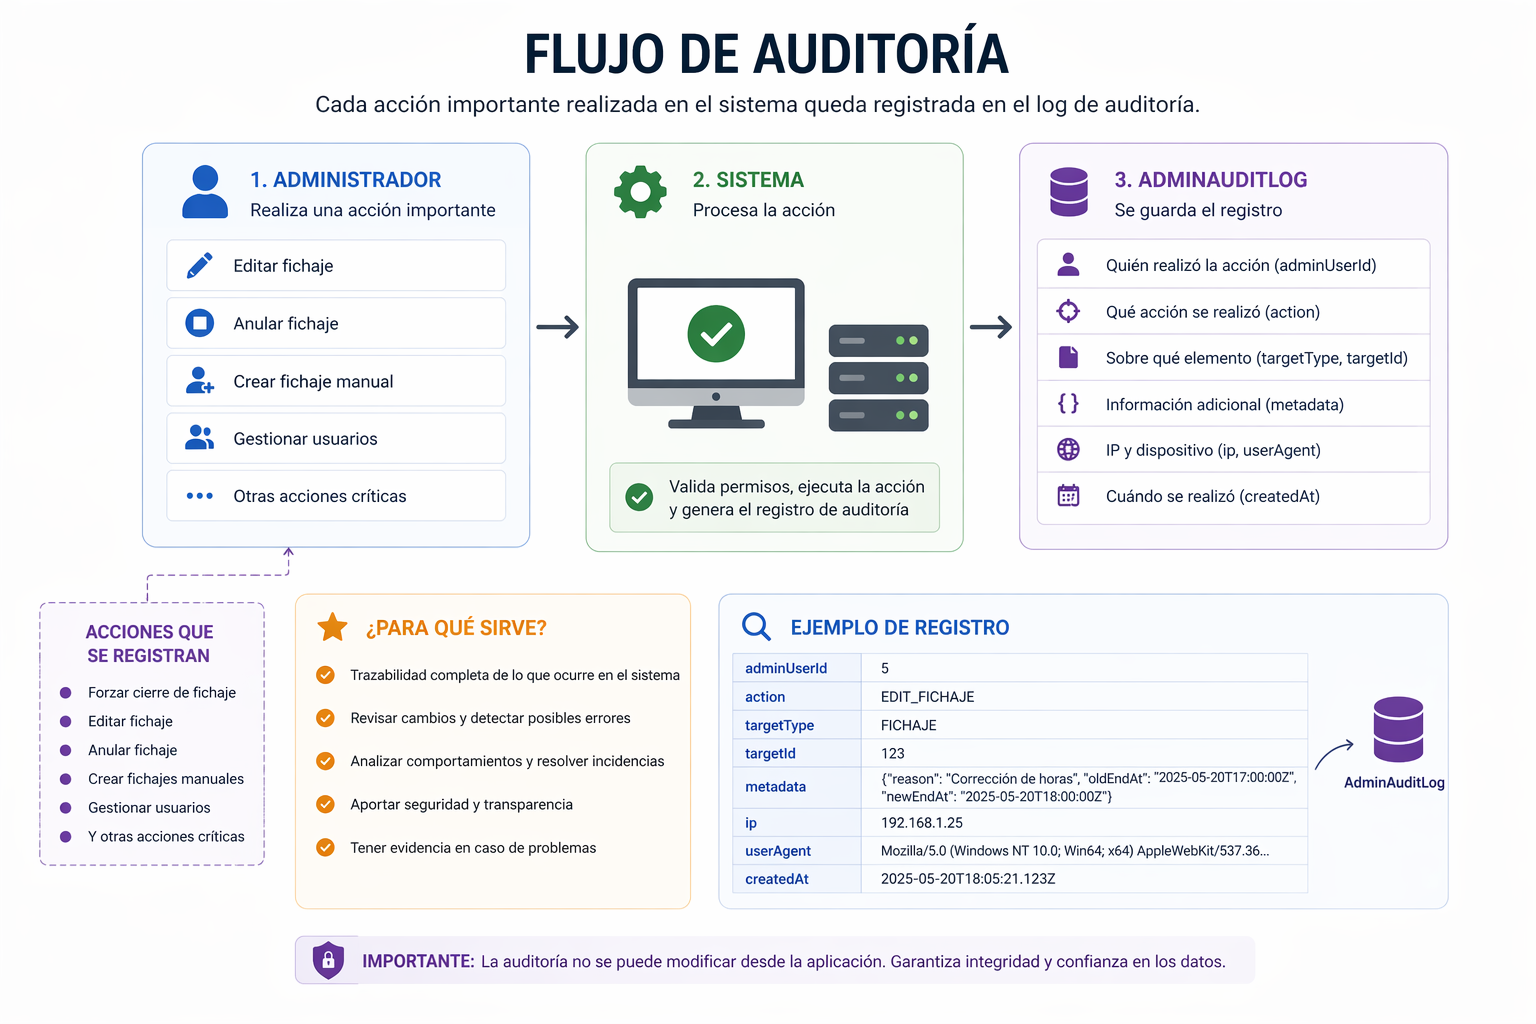 FLUJO DE AUDITORÍA
Cada acción importante realizada en el sistema queda registrada en el log de auditoría.
1. ADMINISTRADOR
Realiza una acción importante
Editar fichaje
Anular fichaje
Crear fichaje manual
Gestionar usuarios
Otras acciones críticas
2. SISTEMA
Procesa la acción
Valida permisos, ejecuta la acción
y genera el registro de auditoría
3. ADMINAUDITLOG
Se guarda el registro
Quién realizó la acción (adminUserId)
Qué acción se realizó (action)
Sobre qué elemento (targetType, targetId)
Información adicional (metadata)
IP y dispositivo (ip, userAgent)
Cuándo se realizó (createdAt)
ACCIONES QUE
SE REGISTRAN
Forzar cierre de fichaje
Editar fichaje
Anular fichaje
Crear fichajes manuales
Gestionar usuarios
Y otras acciones críticas
¿PARA QUÉ SIRVE?
Trazabilidad completa de lo que ocurre en el sistema
Revisar cambios y detectar posibles errores
Analizar comportamientos y resolver incidencias
Aportar seguridad y transparencia
Tener evidencia en caso de problemas
EJEMPLO DE REGISTRO
adminUserId 5
action EDIT_FICHAJE
targetType FICHAJE
targetId 123
metadata {"reason": "Corrección de horas", "oldEndAt": "2025-05-20T17:00:00Z",
"newEndAt": "2025-05-20T18:00:00Z"}
ip 192.168.1.25
userAgent Mozilla/5.0 (Windows NT 10.0; Win64; x64) AppleWebKit/537.36...
createdAt 2025-05-20T18:05:21.123Z
AdminAuditLog
IMPORTANTE: La auditoría no se puede modificar desde la aplicación. Garantiza integridad y confianza en los datos.